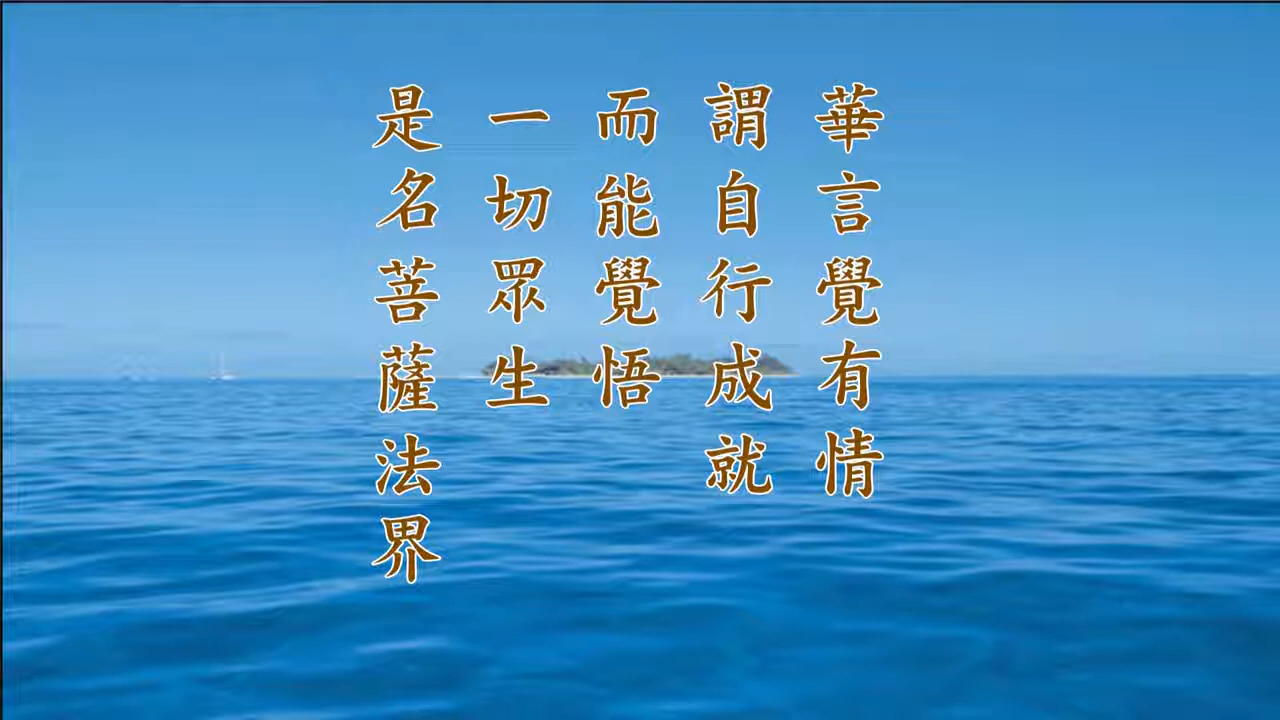 華言覺有情
謂自行成就
而能覺悟
一切眾生
是名菩薩法界